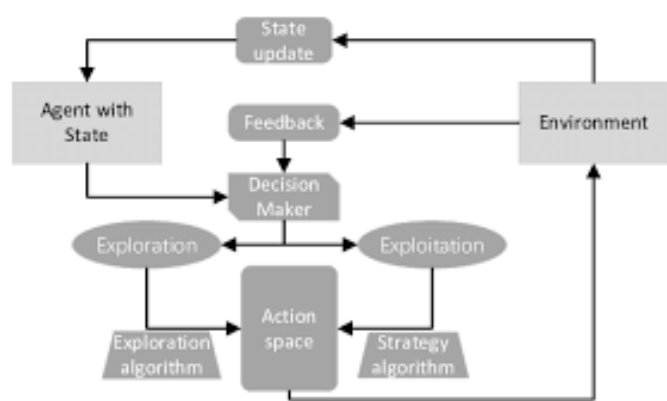 State
update
Agent with
State
Feedback
Environment
Decision
Maker
Exploration
Exploitation
Action
space
Exploration
algorithm
Strategy
algorithm